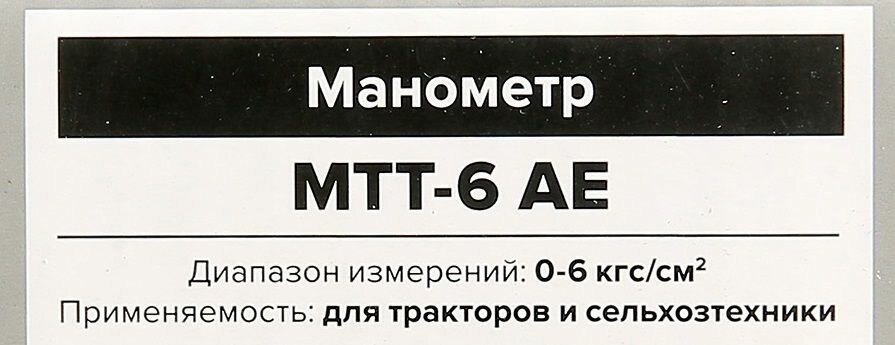 Манометр
МТТ-6 АЕ
Диапазон измерений: 0-6 кгс/см²
Применяемость: для тракторов и сельхозтехники